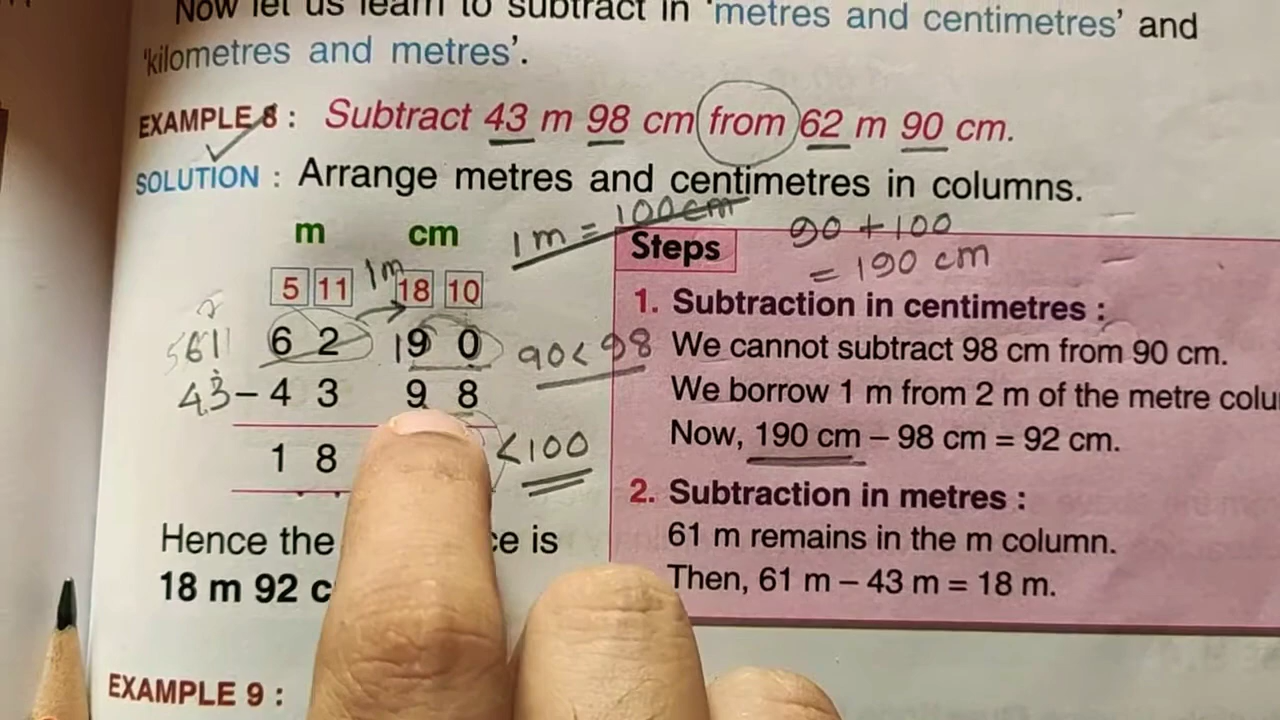 Now let us learn to subtract in 'metres and centimetres' and
'kilometres and metres'.
EXAMPLE 8 : Subtract 43 m 98 cm from 62 m 90 cm.
SOLUTION : Arrange metres and centimetres in columns.
m cm
1m = 100cm
90 + 100
= 190 cm
5 11 1m 18 10
61 6 2 19 0 90 < 98
43 - 4 3 9 8
1 8 < 100
Hence the ce is
18 m 92 c
Steps
1. Subtraction in centimetres :
We cannot subtract 98 cm from 90 cm.
We borrow 1 m from 2 m of the metre colu
Now, 190 cm – 98 cm = 92 cm.
2. Subtraction in metres :
61 m remains in the m column.
Then, 61 m – 43 m = 18 m.
EXAMPLE 9 :